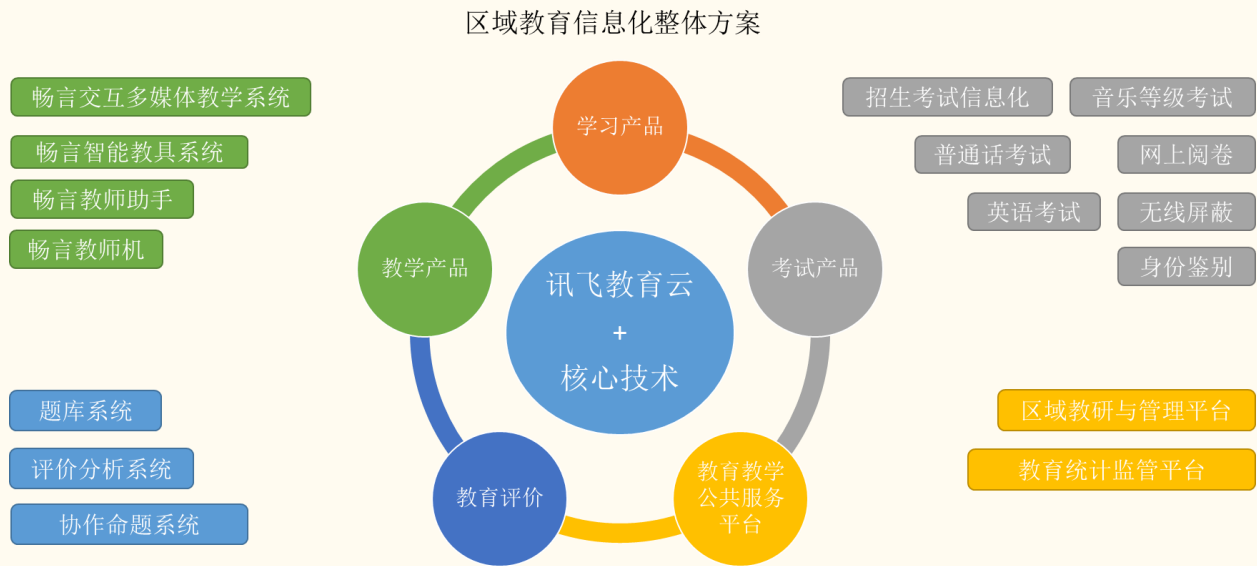 区域教育信息化整体方案
畅言交互多媒体教学系统
畅言智能教具系统
畅言教师助手
畅言教师机
学习产品
招生考试信息化
音乐等级考试
普通话考试
网上阅卷
英语考试
无线屏蔽
身份鉴别
教学产品
考试产品
讯飞教育云
+
核心技术
题库系统
评价分析系统
协作命题系统
教育评价
教育教学
公共服务
平台
区域教研与管理平台
教育统计监管平台